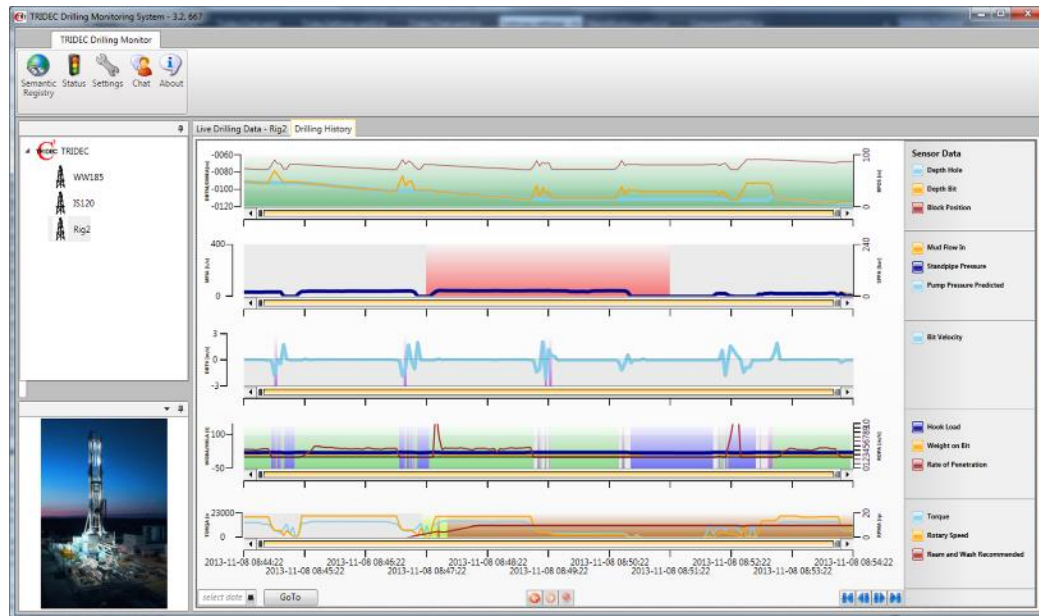 TRIDEC Drilling Monitoring System - 3.2. 667
TRIDEC Drilling Monitor
Semantic Registry
Status
Settings
Chat
About
TRIDEC
WW185
IS120
Rig2
Live Drilling Data - Rig2
Drilling History
-0060
-0080
-0100
-0120
100
0
Sensor Data
Depth Hole
Depth Bit
Block Position
400
0
240
0
Mud Flow In
Standpipe Pressure
Pump Pressure Predicted
3
0
-3
Bit Velocity
100
-50
012345678910
Hook Load
Weight on Bit
Rate of Penetration
23000
0
20
0
Torque
Rotary Speed
Ream and Wash Recommended
2013-11-08 08:44:22
2013-11-08 08:45:22
2013-11-08 08:46:22
2013-11-08 08:47:22
2013-11-08 08:48:22
2013-11-08 08:49:22
2013-11-08 08:50:22
2013-11-08 08:51:22
2013-11-08 08:52:22
2013-11-08 08:53:22
2013-11-08 08:54:22
select date
GoTo